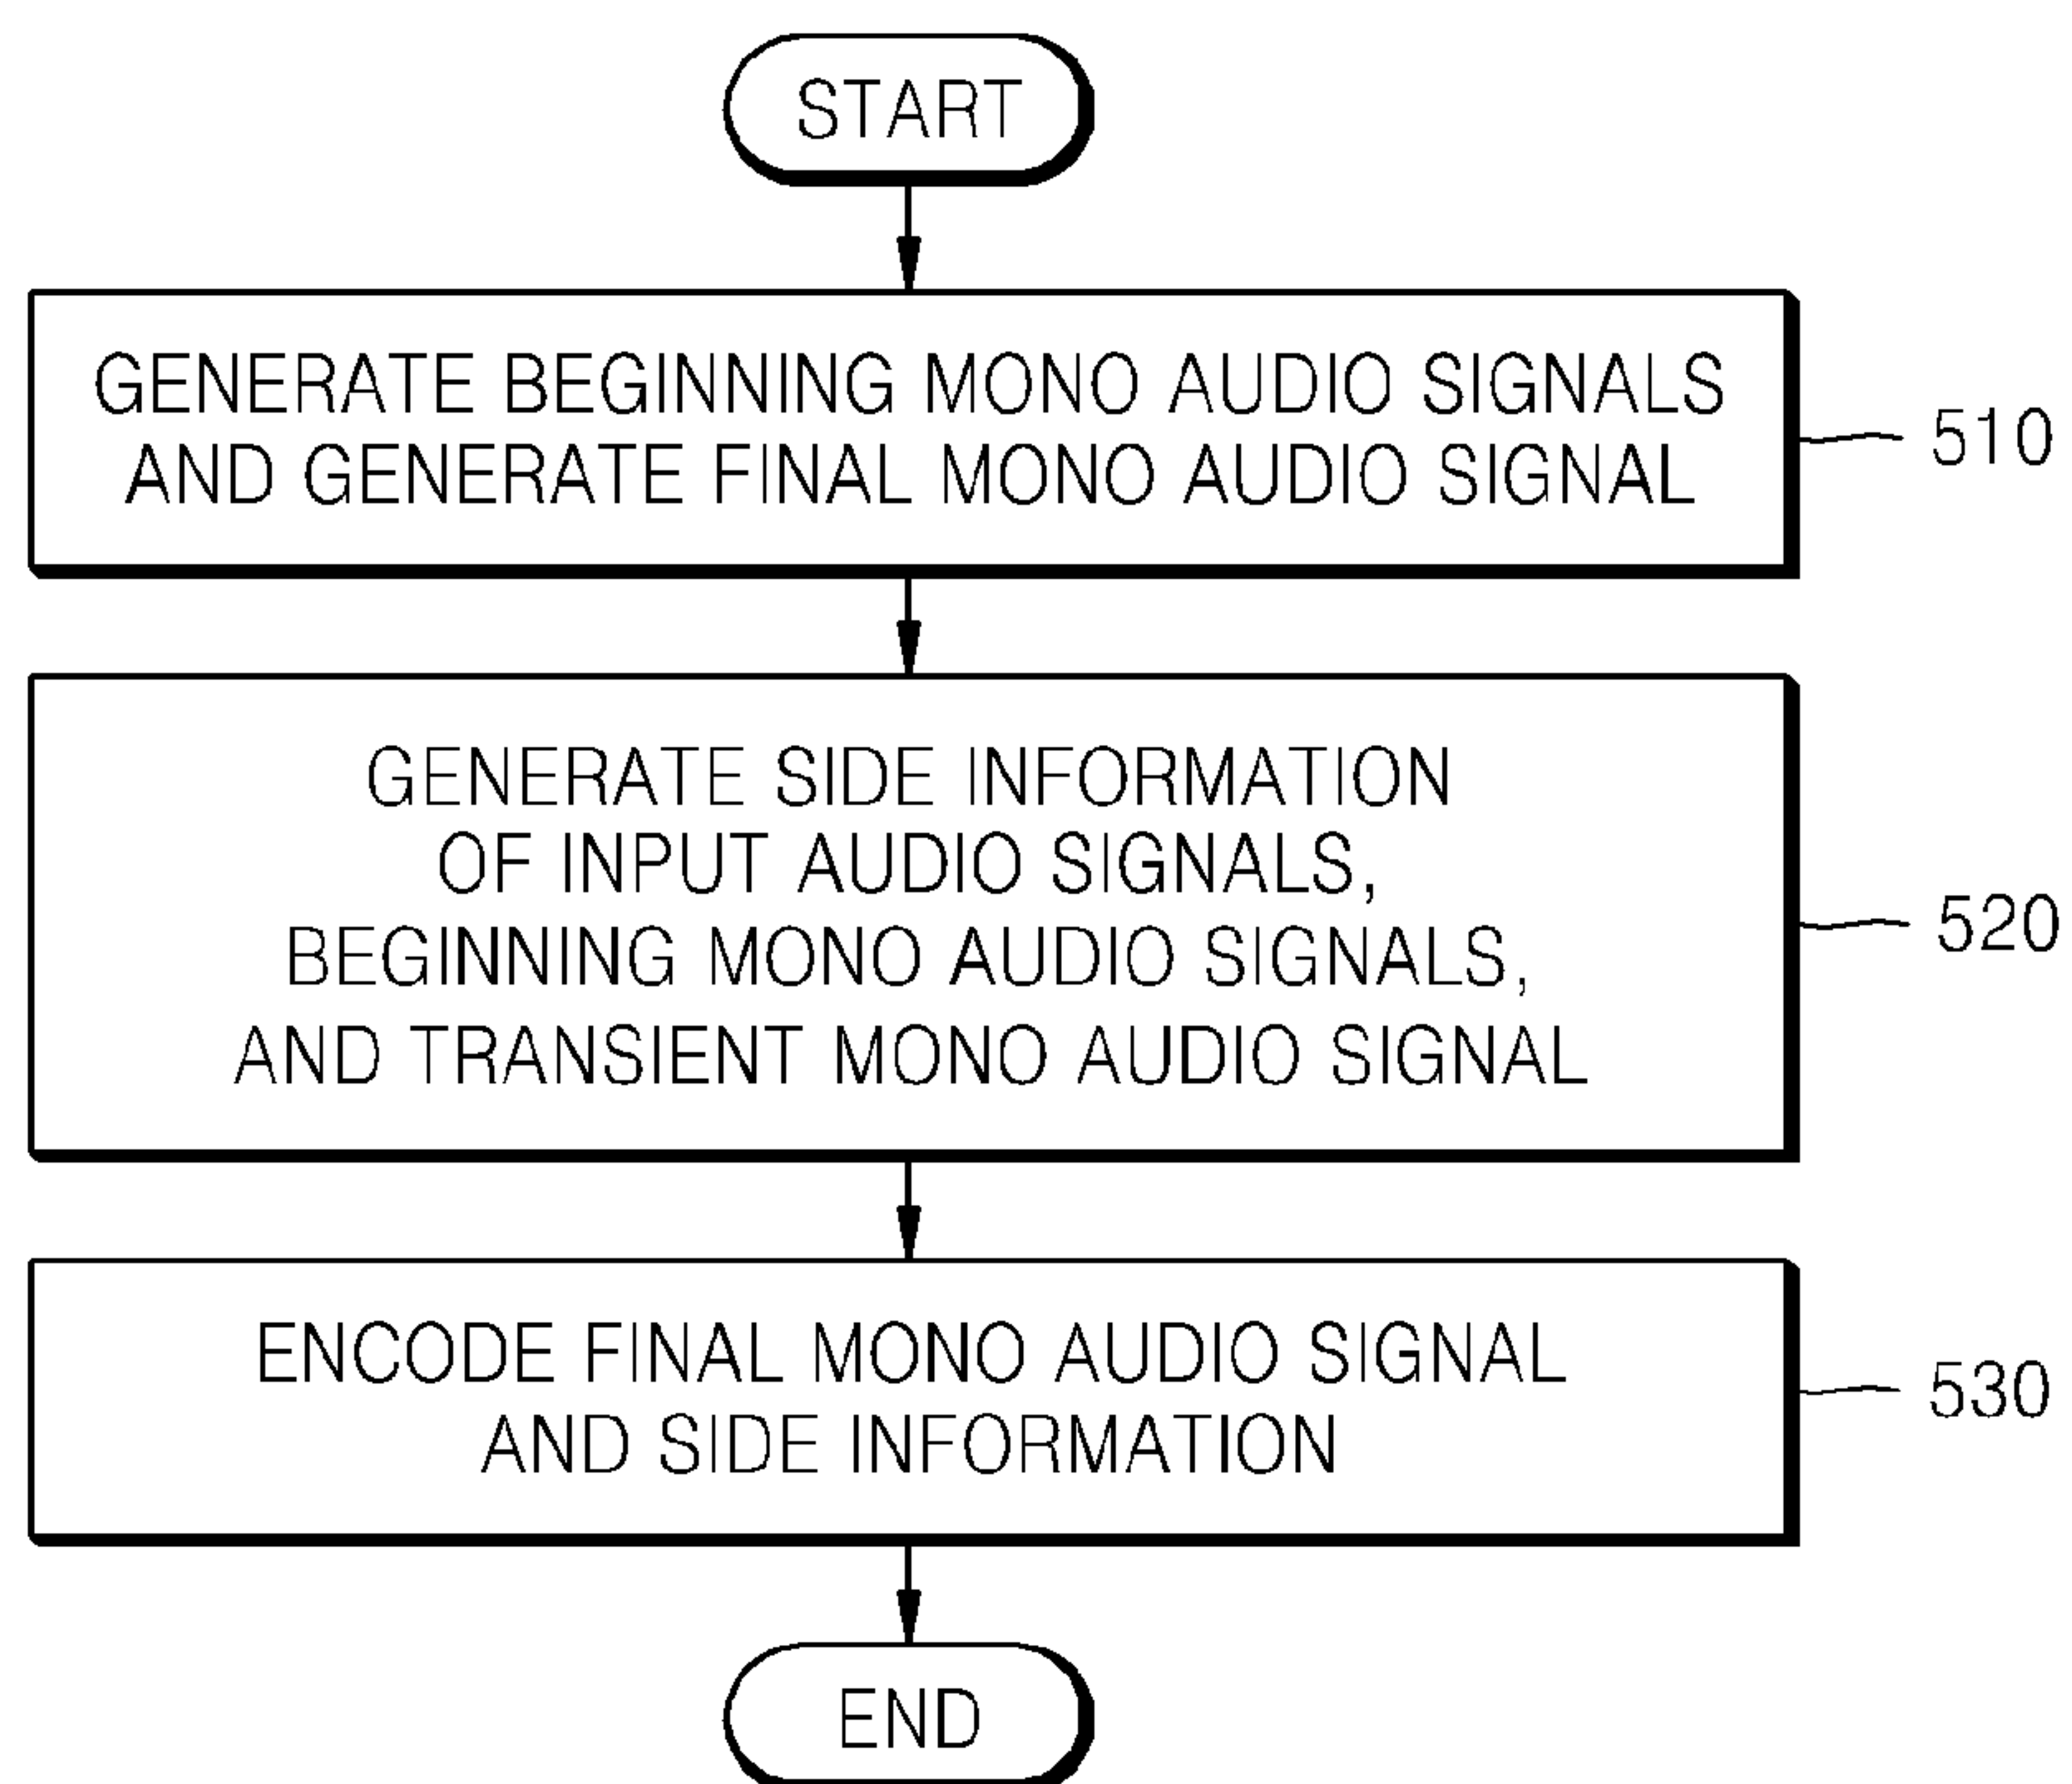 START
GENERATE BEGINNING MONO AUDIO SIGNALS
AND GENERATE FINAL MONO AUDIO SIGNAL
510
GENERATE SIDE INFORMATION
OF INPUT AUDIO SIGNALS,
BEGINNING MONO AUDIO SIGNALS,
AND TRANSIENT MONO AUDIO SIGNAL
520
ENCODE FINAL MONO AUDIO SIGNAL
AND SIDE INFORMATION
530
END